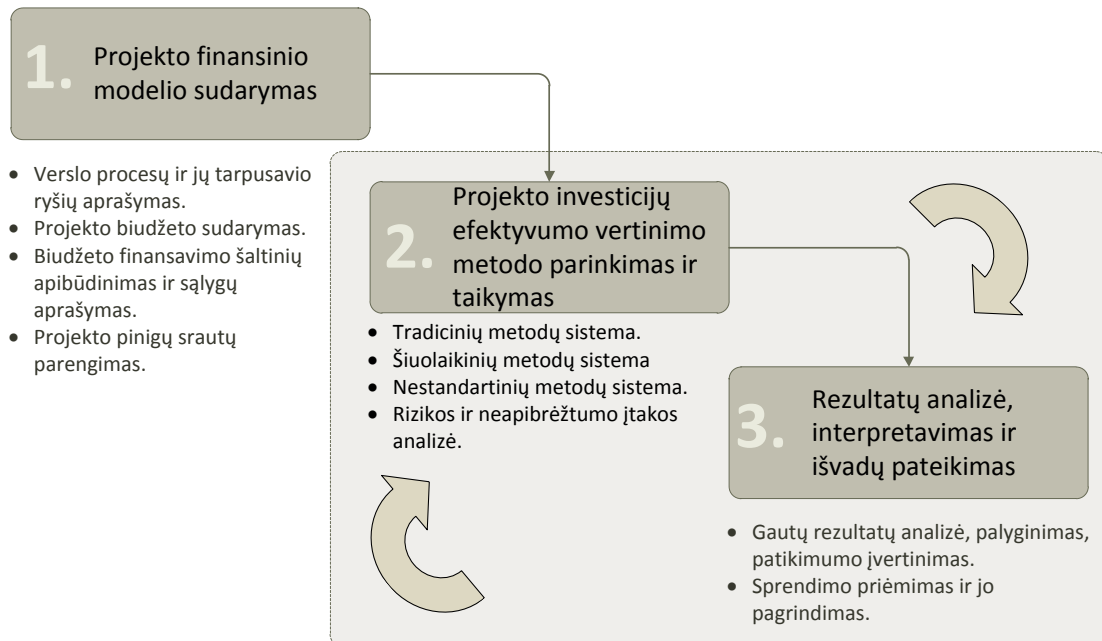 1.
Projekto finansinio
modelio sudarymas
• Verslo procesų ir jų tarpusavio
ryšių aprašymas.
• Projekto biudžeto sudarymas.
• Biudžeto finansavimo šaltinių
apibūdinimas ir sąlygų
aprašymas.
• Projekto pinigų srautų
parengimas.
2.
Projekto investicijų
efektyvumo vertinimo
metodo parinkimas ir
taikymas
• Tradicinių metodų sistema.
• Šiuolaikinių metodų sistema
• Nestandartinių metodų sistema.
• Rizikos ir neapibrėžtumo įtakos
analizė.
3.
Rezultatų analizė,
interpretavimas ir
išvadų pateikimas
• Gautų rezultatų analizė, palyginimas,
patikimumo įvertinimas.
• Sprendimo priėmimas ir jo
pagrindimas.